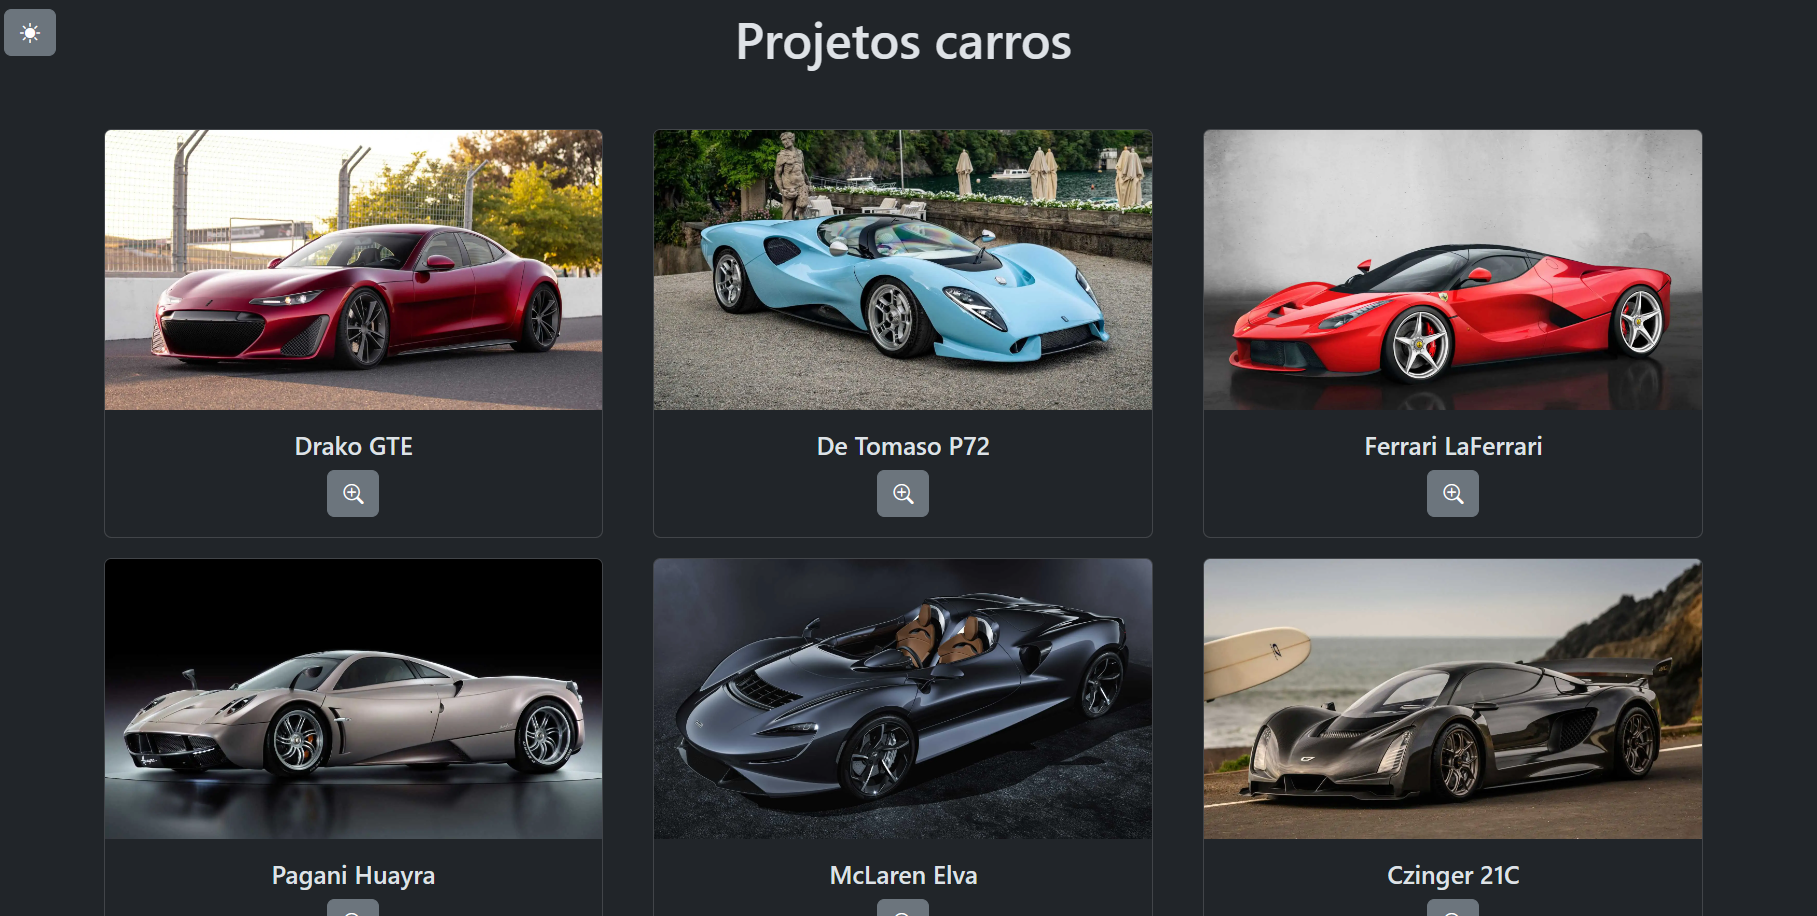 Projetos carros
Drako GTE
De Tomaso P72
Ferrari LaFerrari
Pagani Huayra
McLaren Elva
Czinger 21C